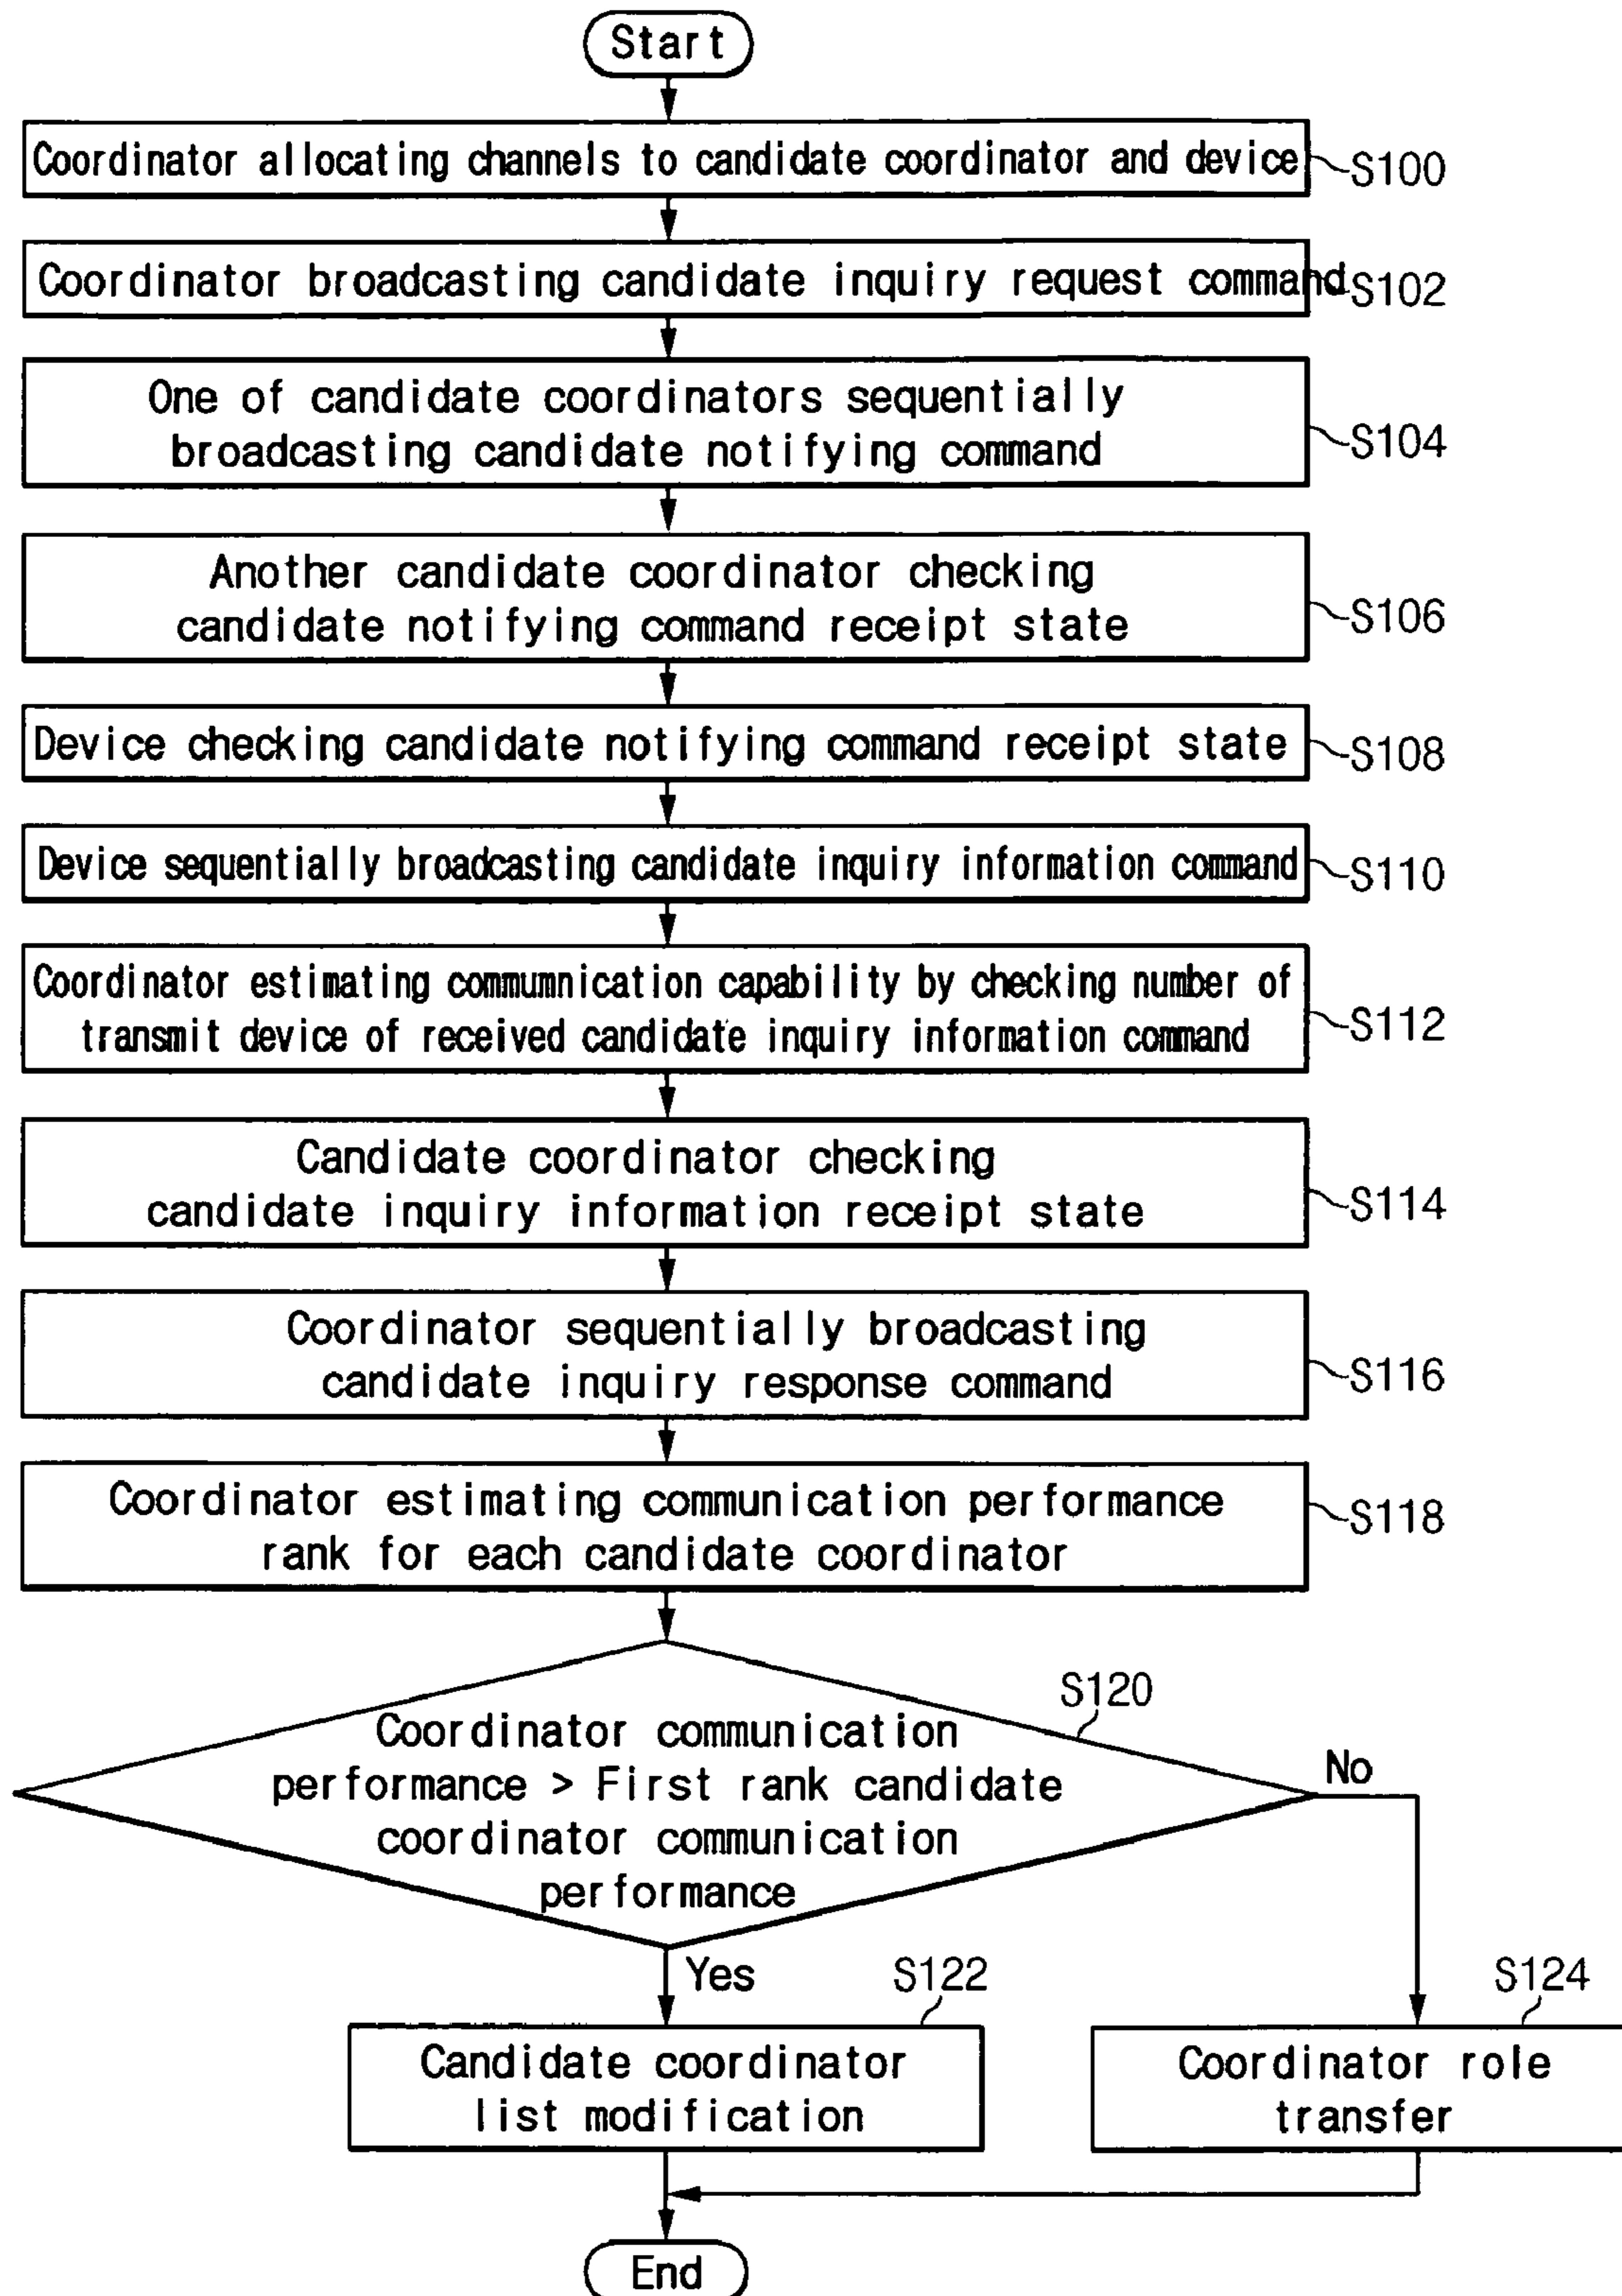 Start
Coordinator allocating channels to candidate coordinator and device
S100
Coordinator broadcasting candidate inquiry request command
S102
One of candidate coordinators sequentially
broadcasting candidate notifying command
S104
Another candidate coordinator checking
candidate notifying command receipt state
S106
Device checking candidate notifying command receipt state
S108
Device sequentially broadcasting candidate inquiry information command
S110
Coordinator estimating commumnication capability by checking number of
transmit device of received candidate inquiry information command
S112
Candidate coordinator checking
candidate inquiry information receipt state
S114
Coordinator sequentially broadcasting
candidate inquiry response command
S116
Coordinator estimating communication performance
rank for each candidate coordinator
S118
S120
Coordinator communication
performance > First rank candidate
coordinator communication
performance
No
Yes
S122
S124
Candidate coordinator
list modification
Coordinator role
transfer
End